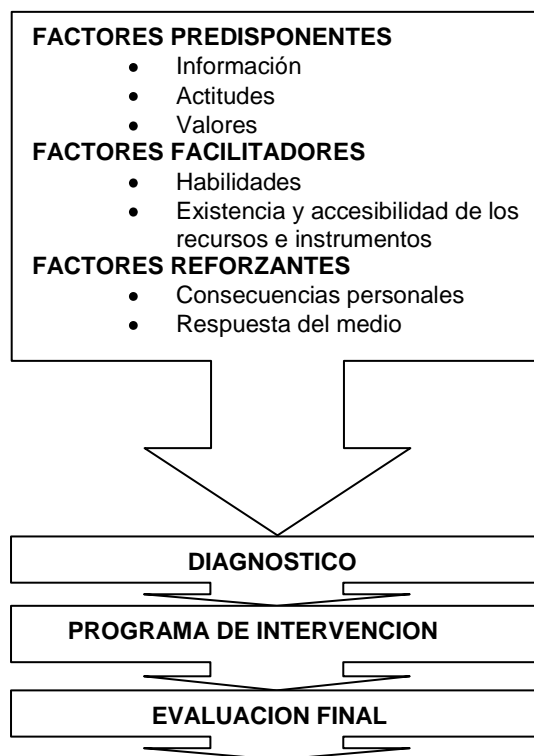 FACTORES PREDISPONENTES
• Información
• Actitudes
• Valores
FACTORES FACILITADORES
• Habilidades
• Existencia y accesibilidad de los
recursos e instrumentos
FACTORES REFORZANTES
• Consecuencias personales
• Respuesta del medio
DIAGNOSTICO
PROGRAMA DE INTERVENCION
EVALUACION FINAL